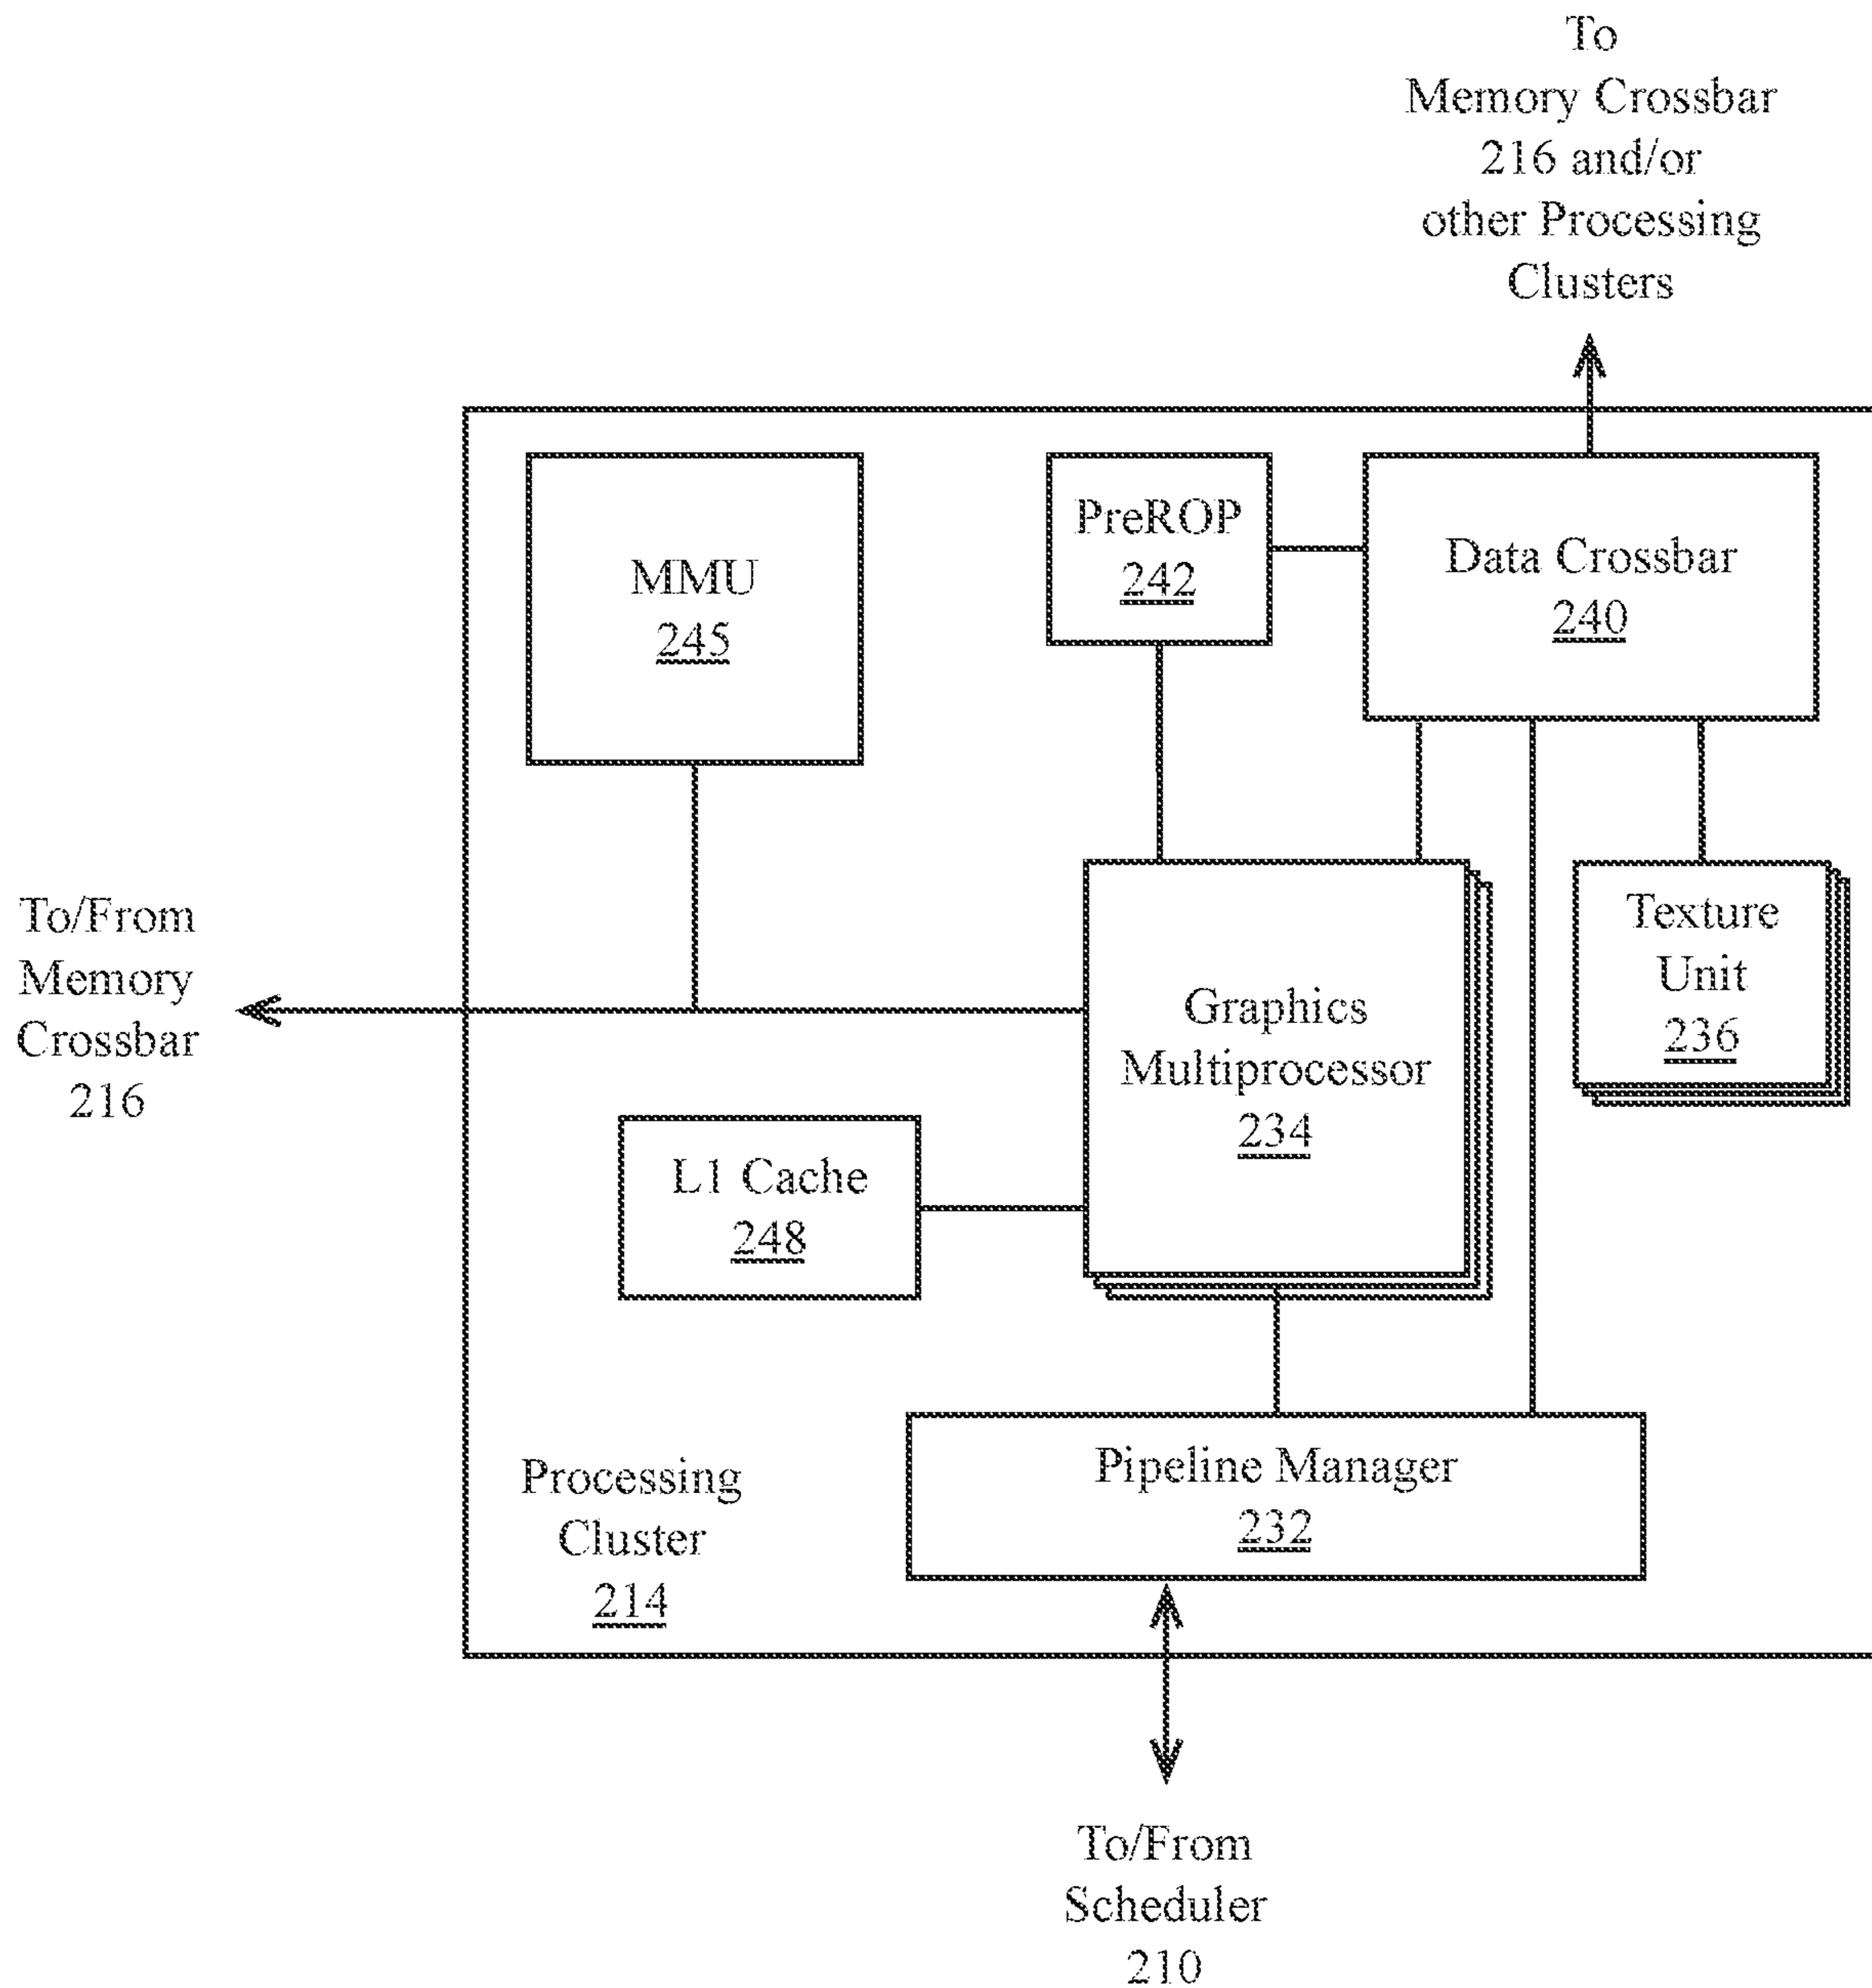 To
Memory Crossbar
216 and/or
other Processing
Clusters
MMU
245
PreROP
242
Data Crossbar
240
To/From
Memory
Crossbar
216
Graphics
Multiprocessor
234
Texture
Unit
236
L1 Cache
248
Processing
Cluster
214
Pipeline Manager
232
To/From
Scheduler
210